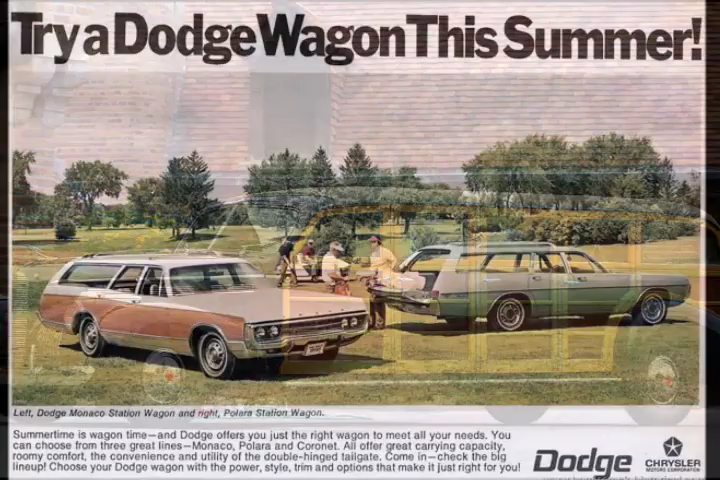 Try a Dodge Wagon This Summer!
Left, Dodge Monaco Station Wagon and right, Polara Station Wagon.
Summertime is wagon time—and Dodge offers you just the right wagon to meet all your needs. You
can choose from three great lines—Monaco, Polara and Coronet. All offer great carrying capacity,
roomy comfort, the convenience and utility of the double-hinged tailgate. Come in—check the big
lineup! Choose your Dodge wagon with the power, style, trim and options that make it just right for you!
Dodge
CHRYSLER
MOTORS CORPORATION